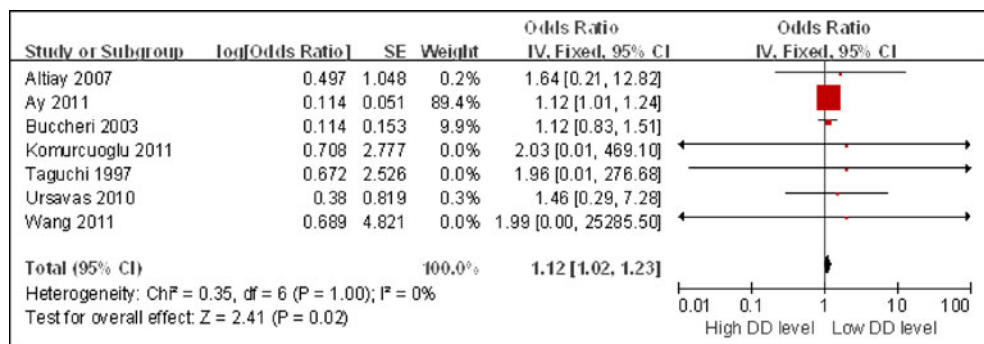 Odds Ratio Odds Ratio
Study or Subgroup log[Odds Ratio] SE Weight IV, Fixed, 95% CI IV, Fixed, 95% CI
Altiay 2007 0.497 1.048 0.2% 1.64 [0.21, 12.82]
Ay 2011 0.114 0.051 89.4% 1.12 [1.01, 1.24]
Buccheri 2003 0.114 0.153 9.9% 1.12 [0.83, 1.51]
Komurcuoglu 2011 0.708 2.777 0.0% 2.03 [0.01, 469.10]
Taguchi 1997 0.672 2.526 0.0% 1.96 [0.01, 276.68]
Ursavas 2010 0.38 0.819 0.3% 1.46 [0.29, 7.28]
Wang 2011 0.689 4.821 0.0% 1.99 [0.00, 25285.50]
Total (95% CI) 100.0% 1.12 [1.02, 1.23]
Heterogeneity: Chi² = 0.35, df = 6 (P = 1.00); I² = 0%
Test for overall effect: Z = 2.41 (P = 0.02)
0.01 0.1 1 10 100
High DD level Low DD level